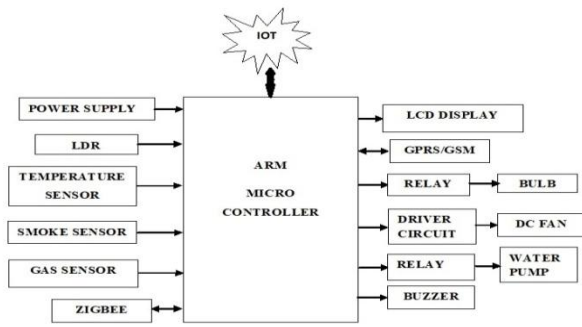 IOT
POWER SUPPLY
LDR
TEMPERATURE
SENSOR
SMOKE SENSOR
GAS SENSOR
ZIGBEE
ARM
MICRO
CONTROLLER
LCD DISPLAY
GPRS/GSM
RELAY
BULB
DRIVER
CIRCUIT
DC FAN
RELAY
WATER
PUMP
BUZZER